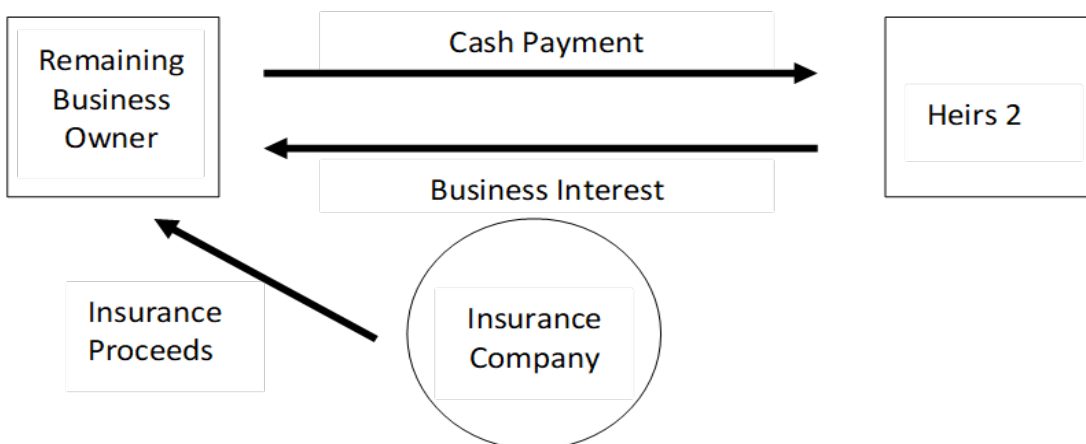 Remaining
Business
Owner
Cash Payment
Heirs 2
Business Interest
Insurance
Proceeds
Insurance
Company